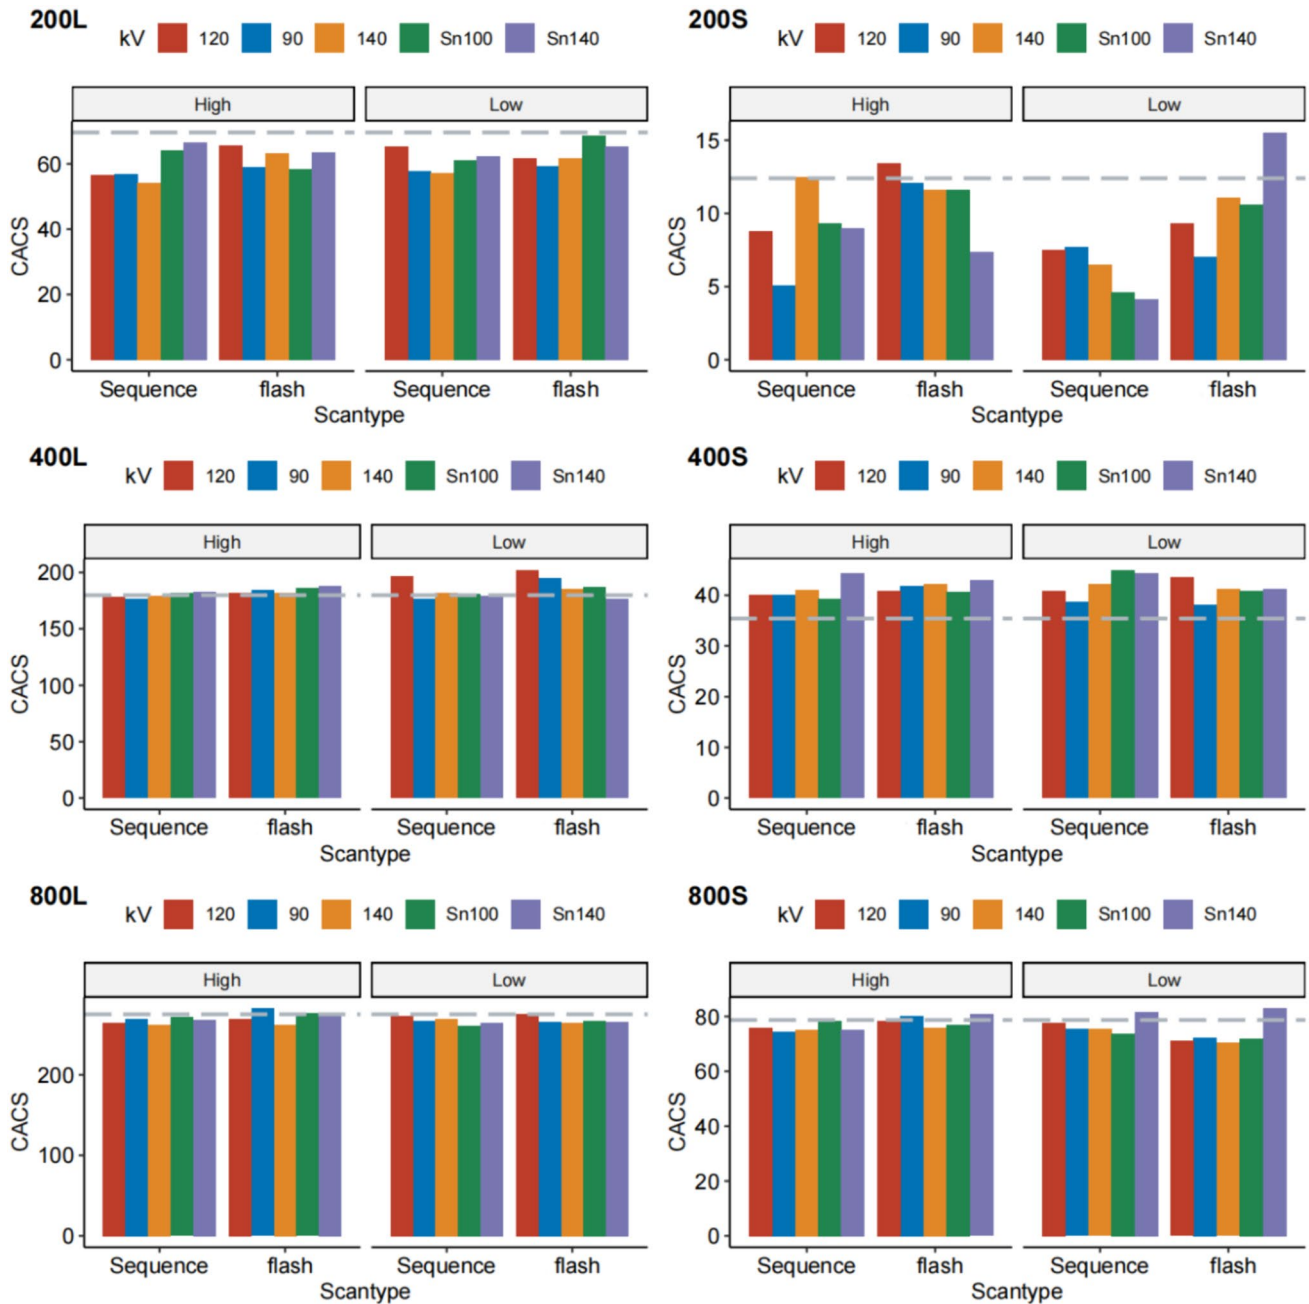 200L
kV 120 90 140 Sn100 Sn140
High Low
60
40
20
0
CACS
Sequence flash Sequence flash
Scantype
200S
kV 120 90 140 Sn100 Sn140
High Low
15
10
5
0
CACS
Sequence flash Sequence flash
Scantype
400L
kV 120 90 140 Sn100 Sn140
High Low
200
150
100
50
0
CACS
Sequence flash Sequence flash
Scantype
400S
kV 120 90 140 Sn100 Sn140
High Low
40
30
20
10
0
CACS
Sequence flash Sequence flash
Scantype
800L
kV 120 90 140 Sn100 Sn140
High Low
200
100
0
CACS
Sequence flash Sequence flash
Scantype
800S
kV 120 90 140 Sn100 Sn140
High Low
80
60
40
20
0
CACS
Sequence flash Sequence flash
Scantype